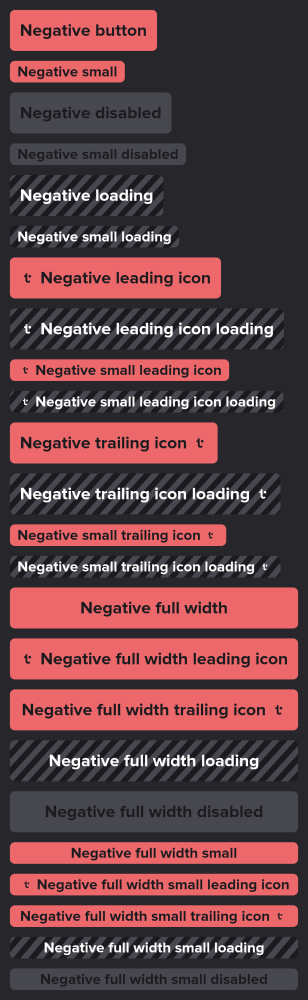 Negative button
Negative small
Negative disabled
Negative small disabled
Negative loading
Negative small loading
Negative leading icon
Negative leading icon loading
Negative small leading icon
Negative small leading icon loading
Negative trailing icon
Negative trailing icon loading
Negative small trailing icon
Negative small trailing icon loading
Negative full width
Negative full width leading icon
Negative full width trailing icon
Negative full width loading
Negative full width disabled
Negative full width small
Negative full width small leading icon
Negative full width small trailing icon
Negative full width small loading
Negative full width small disabled